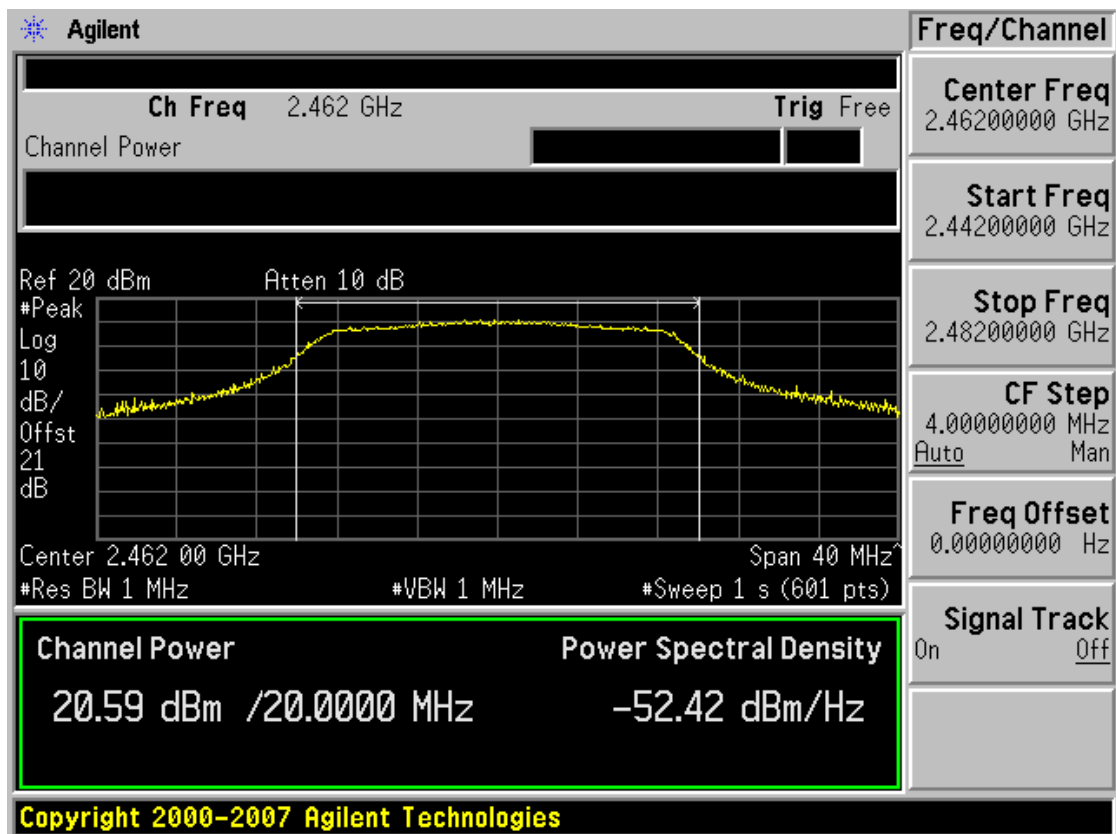 Agilent
Freq/Channel
Ch Freq 2.462 GHz Trig Free
Channel Power
Ref 20 dBm Atten 10 dB
#Peak
Log
10
dB/
Offst
21
dB
Center 2.462 00 GHz Span 40 MHz^
#Res BW 1 MHz #VBW 1 MHz #Sweep 1 s (601 pts)
Channel Power Power Spectral Density
20.59 dBm /20.0000 MHz -52.42 dBm/Hz
Center Freq
2.46200000 GHz
Start Freq
2.44200000 GHz
Stop Freq
2.48200000 GHz
CF Step
4.00000000 MHz
Auto Man
Freq Offset
0.00000000 Hz
Signal Track
On Off
Copyright 2000-2007 Agilent Technologies